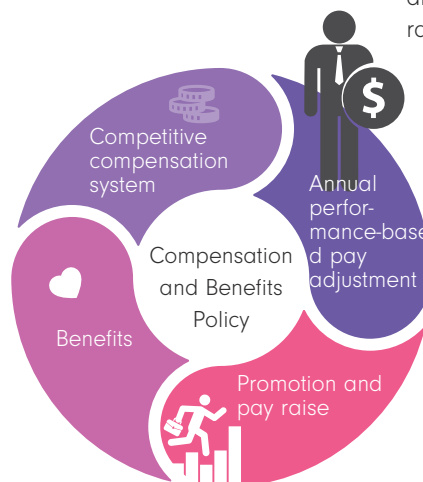 Competitive
compensation
system
$
Annual
perfor-
mance-base
d pay
adjustment
Compensation
and Benefits
Policy
Benefits
Promotion and
pay raise